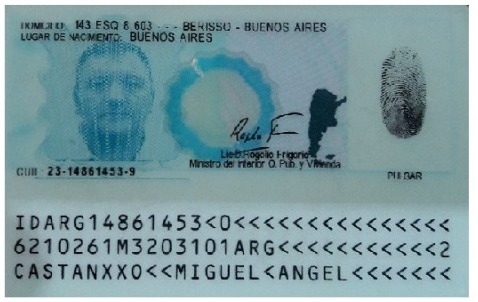 DOMICILIO: 143 ESQ 8 603 - - - BERISSO - BUENOS AIRES
LUGAR DE NACIMIENTO: BUENOS AIRES
Lic. Rogelio Frigerio
Ministro del Interior O. Pub. y Vivienda
CUIL: 23-14861453-9
PULGAR
IDARG14861453<0<<<<<<<<<<<<<<<
6210261M3203101ARG<<<<<<<<<<<2
CASTANXXO<<MIGUEL<ANGEL<<<<<<<